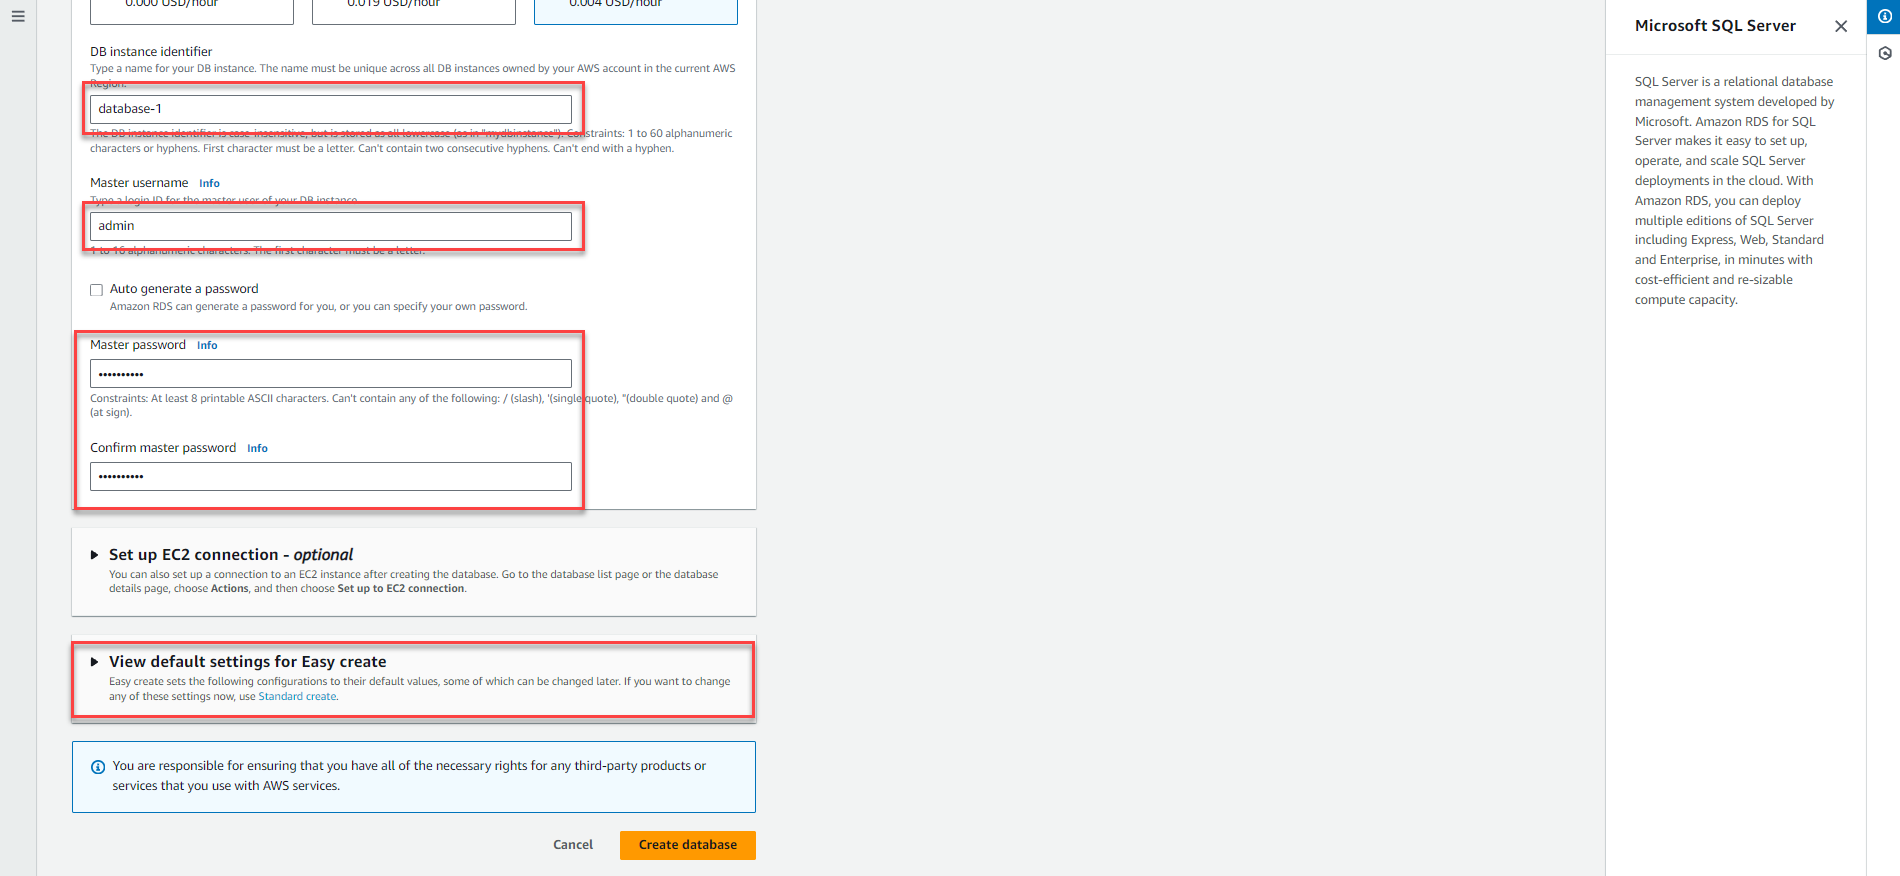 0.000 USD/hour
0.019 USD/hour
0.004 USD/hour
DB instance identifier
Type a name for your DB instance. The name must be unique across all DB instances owned by your AWS account in the current AWS
Region.
database-1
The DB instance identifier is case-insensitive, but is stored as all lowercase (as in "mydbinstance"). Constraints: 1 to 60 alphanumeric
characters or hyphens. First character must be a letter. Can't contain two consecutive hyphens. Can't end with a hyphen.
Master username Info
Type a login ID for the master user of your DB instance.
admin
1 to 16 alphanumeric characters. The first character must be a letter.
Auto generate a password
Amazon RDS can generate a password for you, or you can specify your own password.
Master password Info
••••••••••
Constraints: At least 8 printable ASCII characters. Can't contain any of the following: / (slash), '(single quote), "(double quote) and @
(at sign).
Confirm master password Info
••••••••••
Set up EC2 connection - optional
You can also set up a connection to an EC2 instance after creating the database. Go to the database list page or the database
details page, choose Actions, and then choose Set up to EC2 connection.
View default settings for Easy create
Easy create sets the following configurations to their default values, some of which can be changed later. If you want to change
any of these settings now, use Standard create.
You are responsible for ensuring that you have all of the necessary rights for any third-party products or
services that you use with AWS services.
Cancel
Create database
Microsoft SQL Server
SQL Server is a relational database
management system developed by
Microsoft. Amazon RDS for SQL
Server makes it easy to set up,
operate, and scale SQL Server
deployments in the cloud. With
Amazon RDS, you can deploy
multiple editions of SQL Server
including Express, Web, Standard
and Enterprise, in minutes with
cost-efficient and re-sizable
compute capacity.